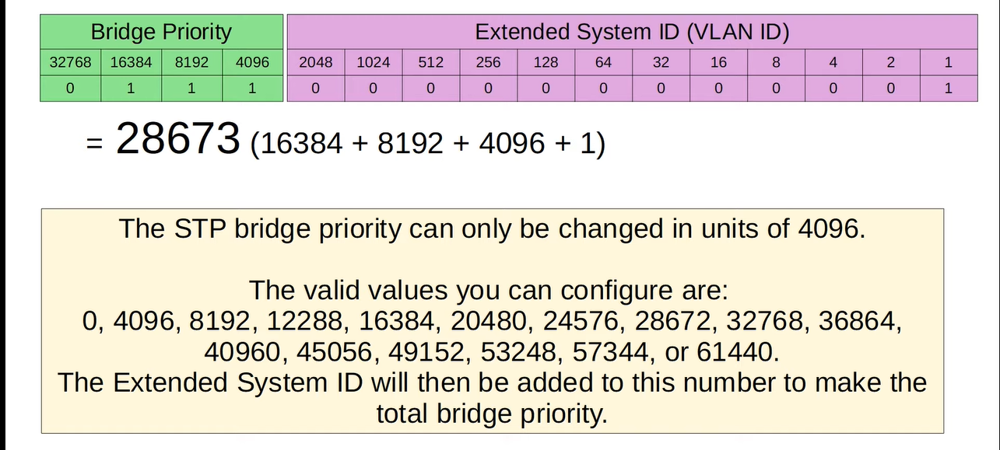 Bridge Priority Extended System ID (VLAN ID)
32768 16384 8192 4096 2048 1024 512 256 128 64 32 16 8 4 2 1
0 1 1 1 0 0 0 0 0 0 0 0 0 0 0 1
= 28673 (16384 + 8192 + 4096 + 1)
The STP bridge priority can only be changed in units of 4096.
The valid values you can configure are:
0, 4096, 8192, 12288, 16384, 20480, 24576, 28672, 32768, 36864,
40960, 45056, 49152, 53248, 57344, or 61440.
The Extended System ID will then be added to this number to make the
total bridge priority.